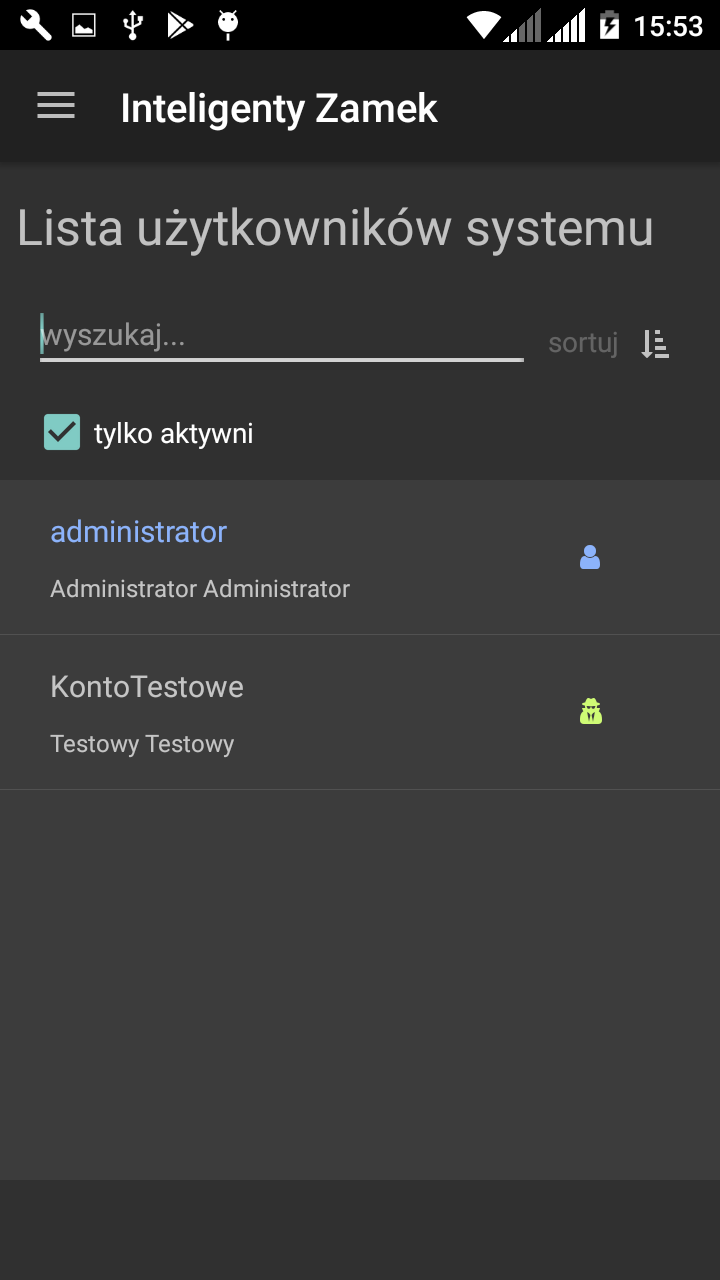 15:53
Inteligenty Zamek
Lista użytkowników systemu
wyszukaj...
sortuj
tylko aktywni
administrator
Administrator Administrator
KontoTestowe
Testowy Testowy